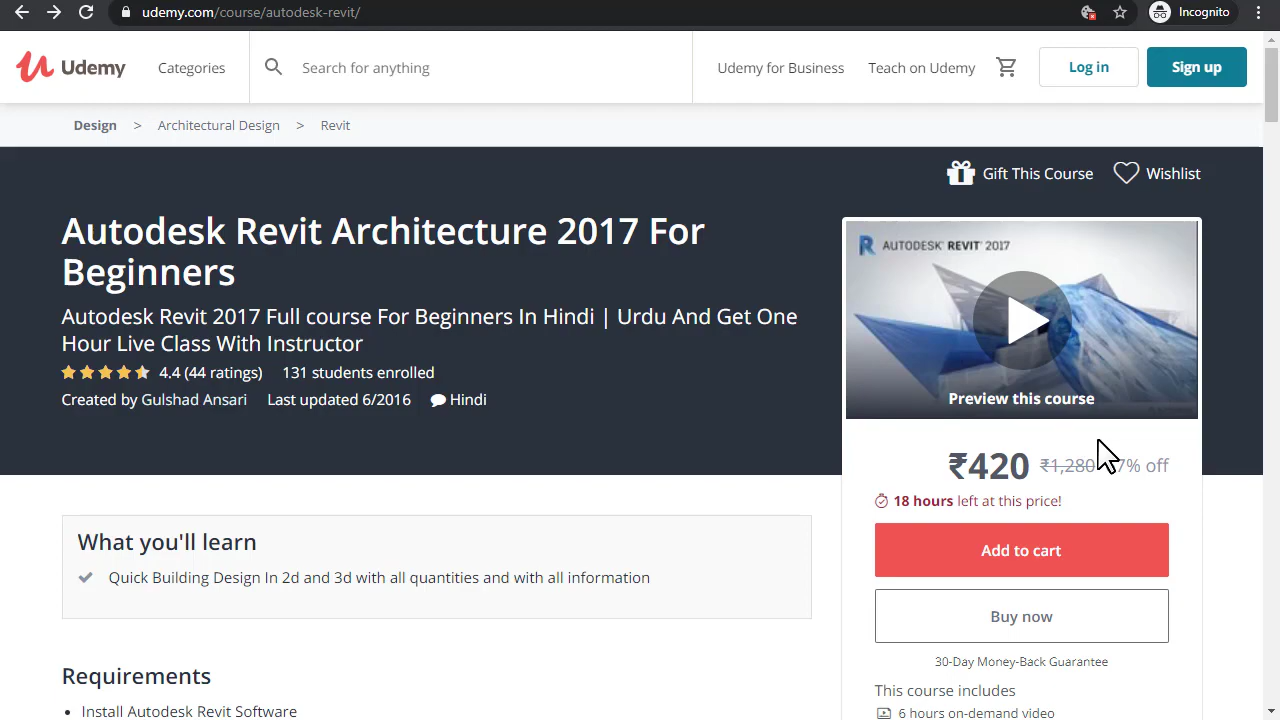 udemy.com/course/autodesk-revit/
Incognito
Udemy
Categories
Search for anything
Udemy for Business
Teach on Udemy
Log in
Sign up
Design > Architectural Design > Revit
Gift This Course
Wishlist
Autodesk Revit Architecture 2017 For
Beginners
Autodesk Revit 2017 Full course For Beginners In Hindi | Urdu And Get One
Hour Live Class With Instructor
4.4 (44 ratings) 131 students enrolled
Created by Gulshad Ansari Last updated 6/2016 Hindi
AUTODESK REVIT 2017
Preview this course
₹420 ₹1,280 7% off
18 hours left at this price!
Add to cart
Buy now
30-Day Money-Back Guarantee
This course includes
6 hours on-demand video
What you'll learn
Quick Building Design In 2d and 3d with all quantities and with all information
Requirements
• Install Autodesk Revit Software